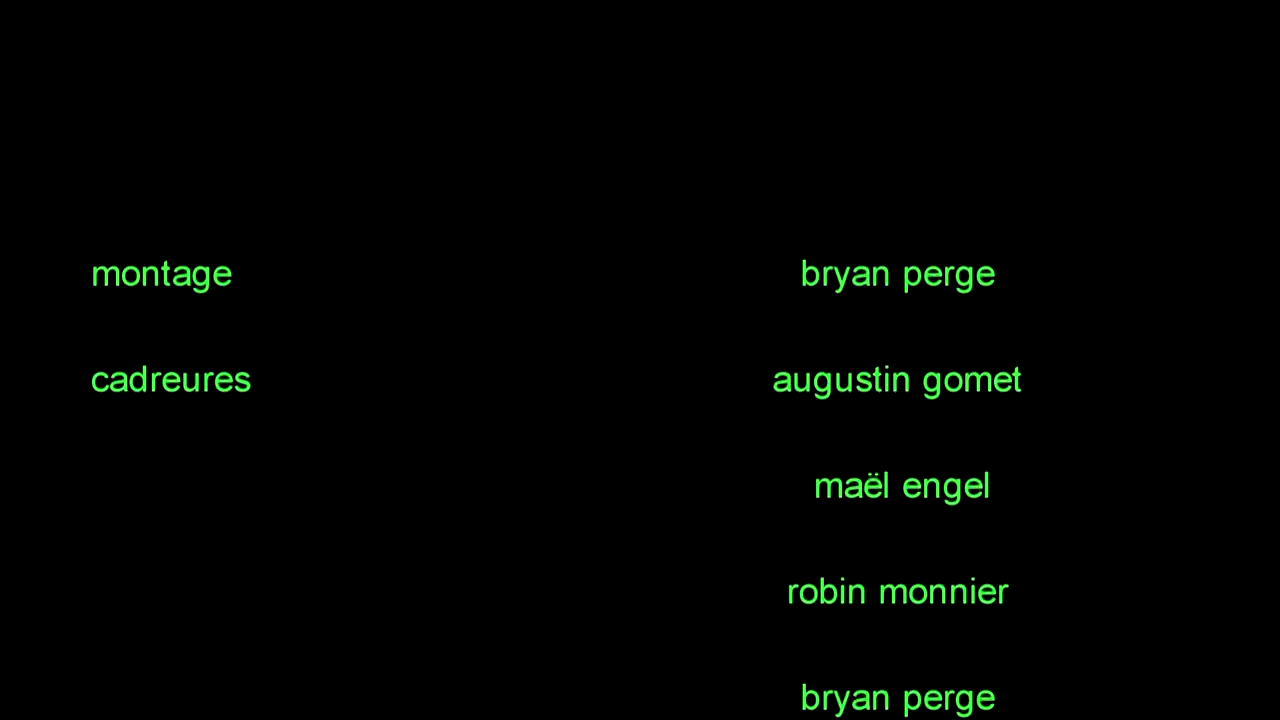 montage bryan perge
cadreures augustin gomet
maël engel
robin monnier
bryan perge